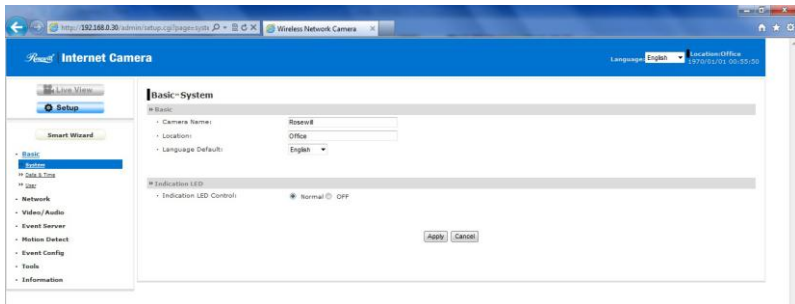 http://192.168.0.30/admin/setup.cgi?page=syste
Wireless Network Camera
Rosewill Internet Camera
Language: English
Location:Office
1970/01/01 00:55:50
Live View
Setup
Smart Wizard
Basic
System
Date & Time
User
Network
Video/Audio
Event Server
Motion Detect
Event Config
Tools
Information
Basic-System
Basic
Camera Name: Rosewill
Location: Office
Language Default: English
Indication LED
Indication LED Control: Normal OFF
Apply Cancel